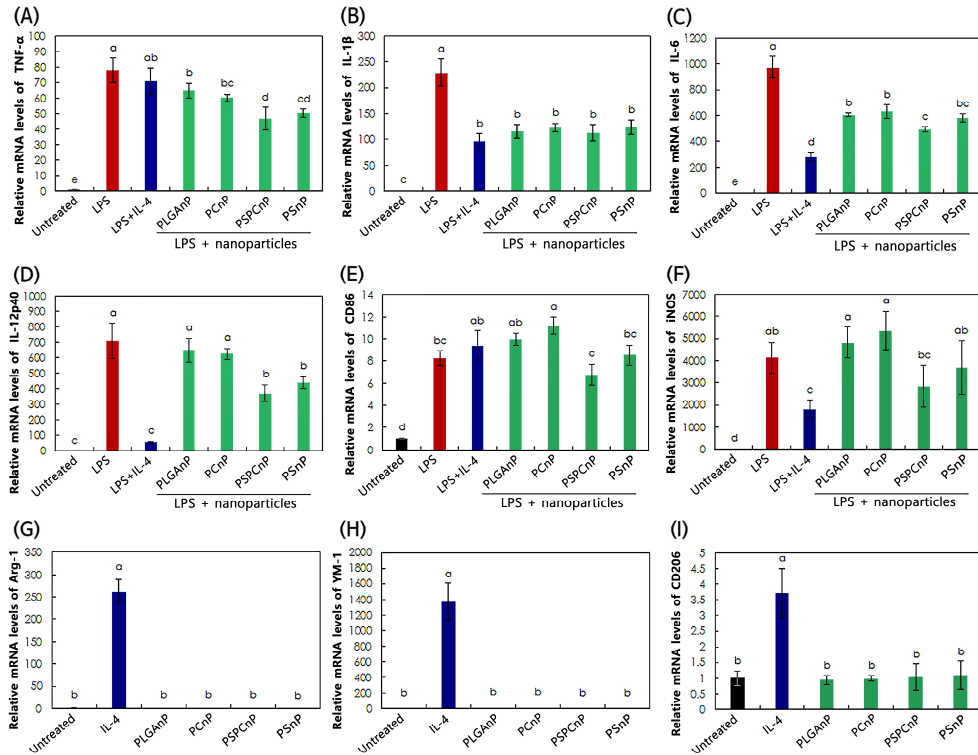 (A)
Relative mRNA levels of TNF-α
100
90
80
70
60
50
40
30
20
10
0
e
a
ab
b
bc
d
cd
Untreated
LPS
LPS+IL-4
PLGAnP
PCnP
PSPCnP
PSnP
LPS + nanoparticles
(B)
Relative mRNA levels of IL-1β
300
250
200
150
100
50
0
c
a
b
b
b
b
b
Untreated
LPS
LPS+IL-4
PLGAnP
PCnP
PSPCnP
PSnP
LPS + nanoparticles
(C)
Relative mRNA levels of IL-6
1200
1000
800
600
400
200
0
e
a
d
b
b
c
bc
Untreated
LPS
LPS+IL-4
PLGAnP
PCnP
PSPCnP
PSnP
LPS + nanoparticles
(D)
Relative mRNA levels of IL-12p40
1000
900
800
700
600
500
400
300
200
100
0
c
a
c
a
a
b
b
Untreated
LPS
LPS+IL-4
PLGAnP
PCnP
PSPCnP
PSnP
LPS + nanoparticles
(E)
Relative mRNA levels of CD86
14
12
10
8
6
4
2
0
d
bc
ab
ab
a
c
bc
Untreated
LPS
LPS+IL-4
PLGAnP
PCnP
PSPCnP
PSnP
LPS + nanoparticles
(F)
Relative mRNA levels of iNOS
7000
6000
5000
4000
3000
2000
1000
0
d
ab
c
a
a
bc
ab
Untreated
LPS
LPS+IL-4
PLGAnP
PCnP
PSPCnP
PSnP
LPS + nanoparticles
(G)
Relative mRNA levels of Arg-1
350
300
250
200
150
100
50
0
b
a
b
b
b
b
Untreated
IL-4
PLGAnP
PCnP
PSPCnP
PSnP
(H)
Relative mRNA levels of YM-1
2000
1800
1600
1400
1200
1000
800
600
400
200
0
b
a
b
b
b
b
Untreated
IL-4
PLGAnP
PCnP
PSPCnP
PSnP
(I)
Relative mRNA levels of CD206
5
4.5
4
3.5
3
2.5
2
1.5
1
0.5
0
b
a
b
b
b
b
Untreated
IL-4
PLGAnP
PCnP
PSPCnP
PSnP